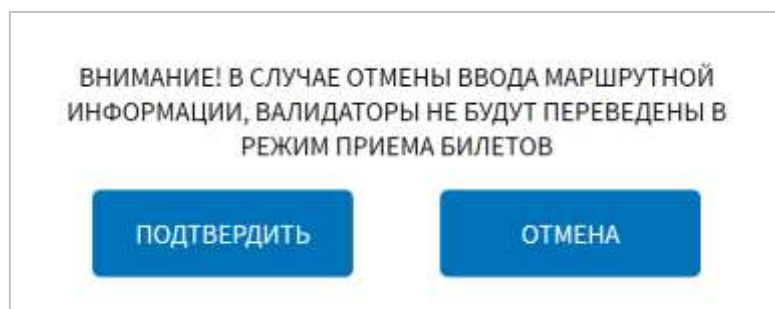 ВНИМАНИЕ! В СЛУЧАЕ ОТМЕНЫ ВВОДА МАРШРУТНОЙ
ИНФОРМАЦИИ, ВАЛИДАТОРЫ НЕ БУДУТ ПЕРЕВЕДЕНЫ В
РЕЖИМ ПРИЕМА БИЛЕТОВ
ПОДТВЕРДИТЬ
ОТМЕНА